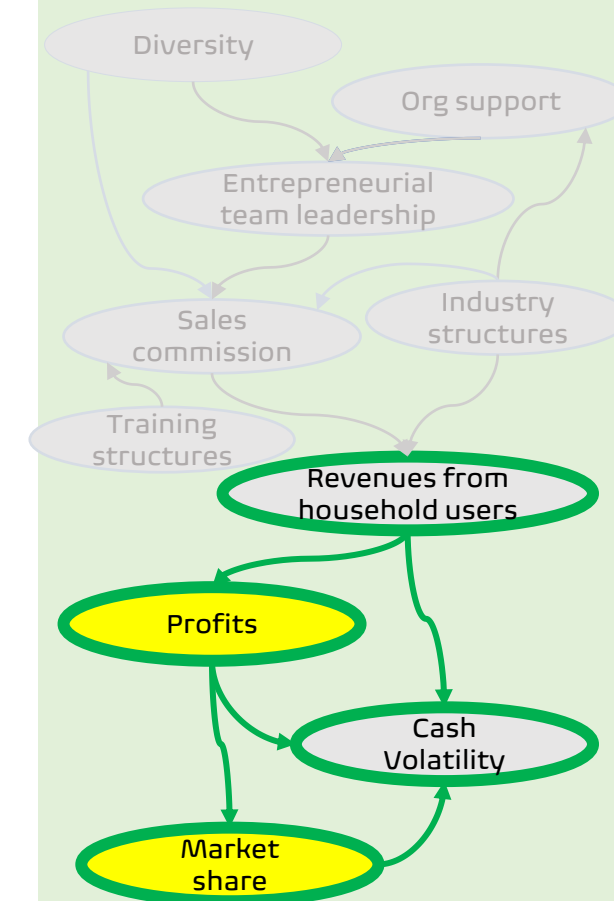 Diversity
Org support
Entrepreneurial
team leadership
Sales
commission
Industry
structures
Training
structures
Revenues from
household users
Profits
Cash
Volatility
Market
share